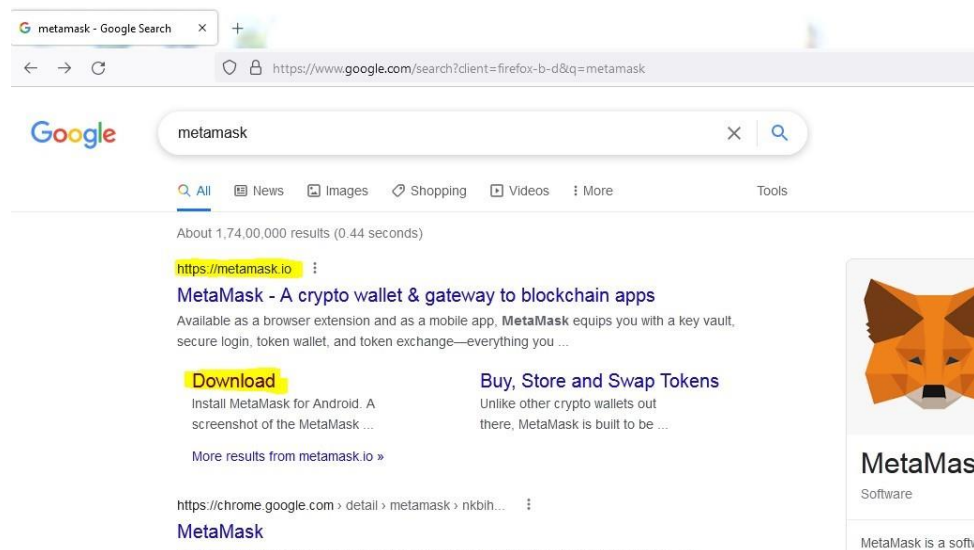 metamask - Google Search
https://www.google.com/search?client=firefox-b-d&q=metamask
Google
metamask
All News Images Shopping Videos More Tools
About 1,74,00,000 results (0.44 seconds)
https://metamask.io
MetaMask - A crypto wallet & gateway to blockchain apps
Available as a browser extension and as a mobile app, MetaMask equips you with a key vault,
secure login, token wallet, and token exchange—everything you ...
Download
Install MetaMask for Android. A
screenshot of the MetaMask ...
Buy, Store and Swap Tokens
Unlike other crypto wallets out
there, MetaMask is built to be ...
More results from metamask.io »
https://chrome.google.com › detail › metamask › nkbih...
MetaMask
MetaMas
Software
MetaMask is a soft